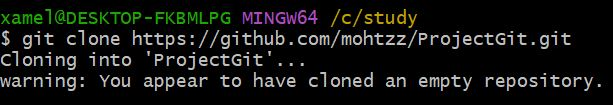 xamel@DESKTOP-FKBMLPG MINGW64 /c/study
$ git clone https://github.com/mohtzz/ProjectGit.git
Cloning into 'ProjectGit'...
warning: You appear to have cloned an empty repository.